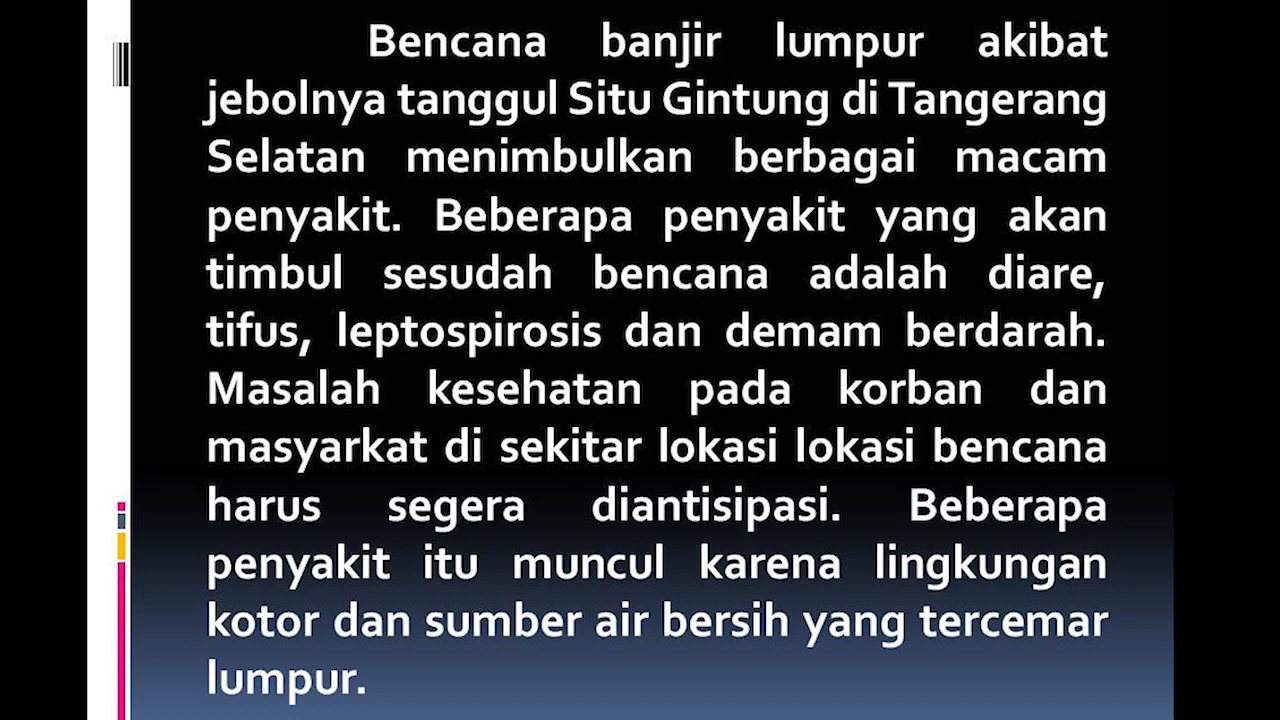 Bencana banjir lumpur akibat
jebolnya tanggul Situ Gintung di Tangerang
Selatan menimbulkan berbagai macam
penyakit. Beberapa penyakit yang akan
timbul sesudah bencana adalah diare,
tifus, leptospirosis dan demam berdarah.
Masalah kesehatan pada korban dan
masyarkat di sekitar lokasi lokasi bencana
harus segera diantisipasi. Beberapa
penyakit itu muncul karena lingkungan
kotor dan sumber air bersih yang tercemar
lumpur.